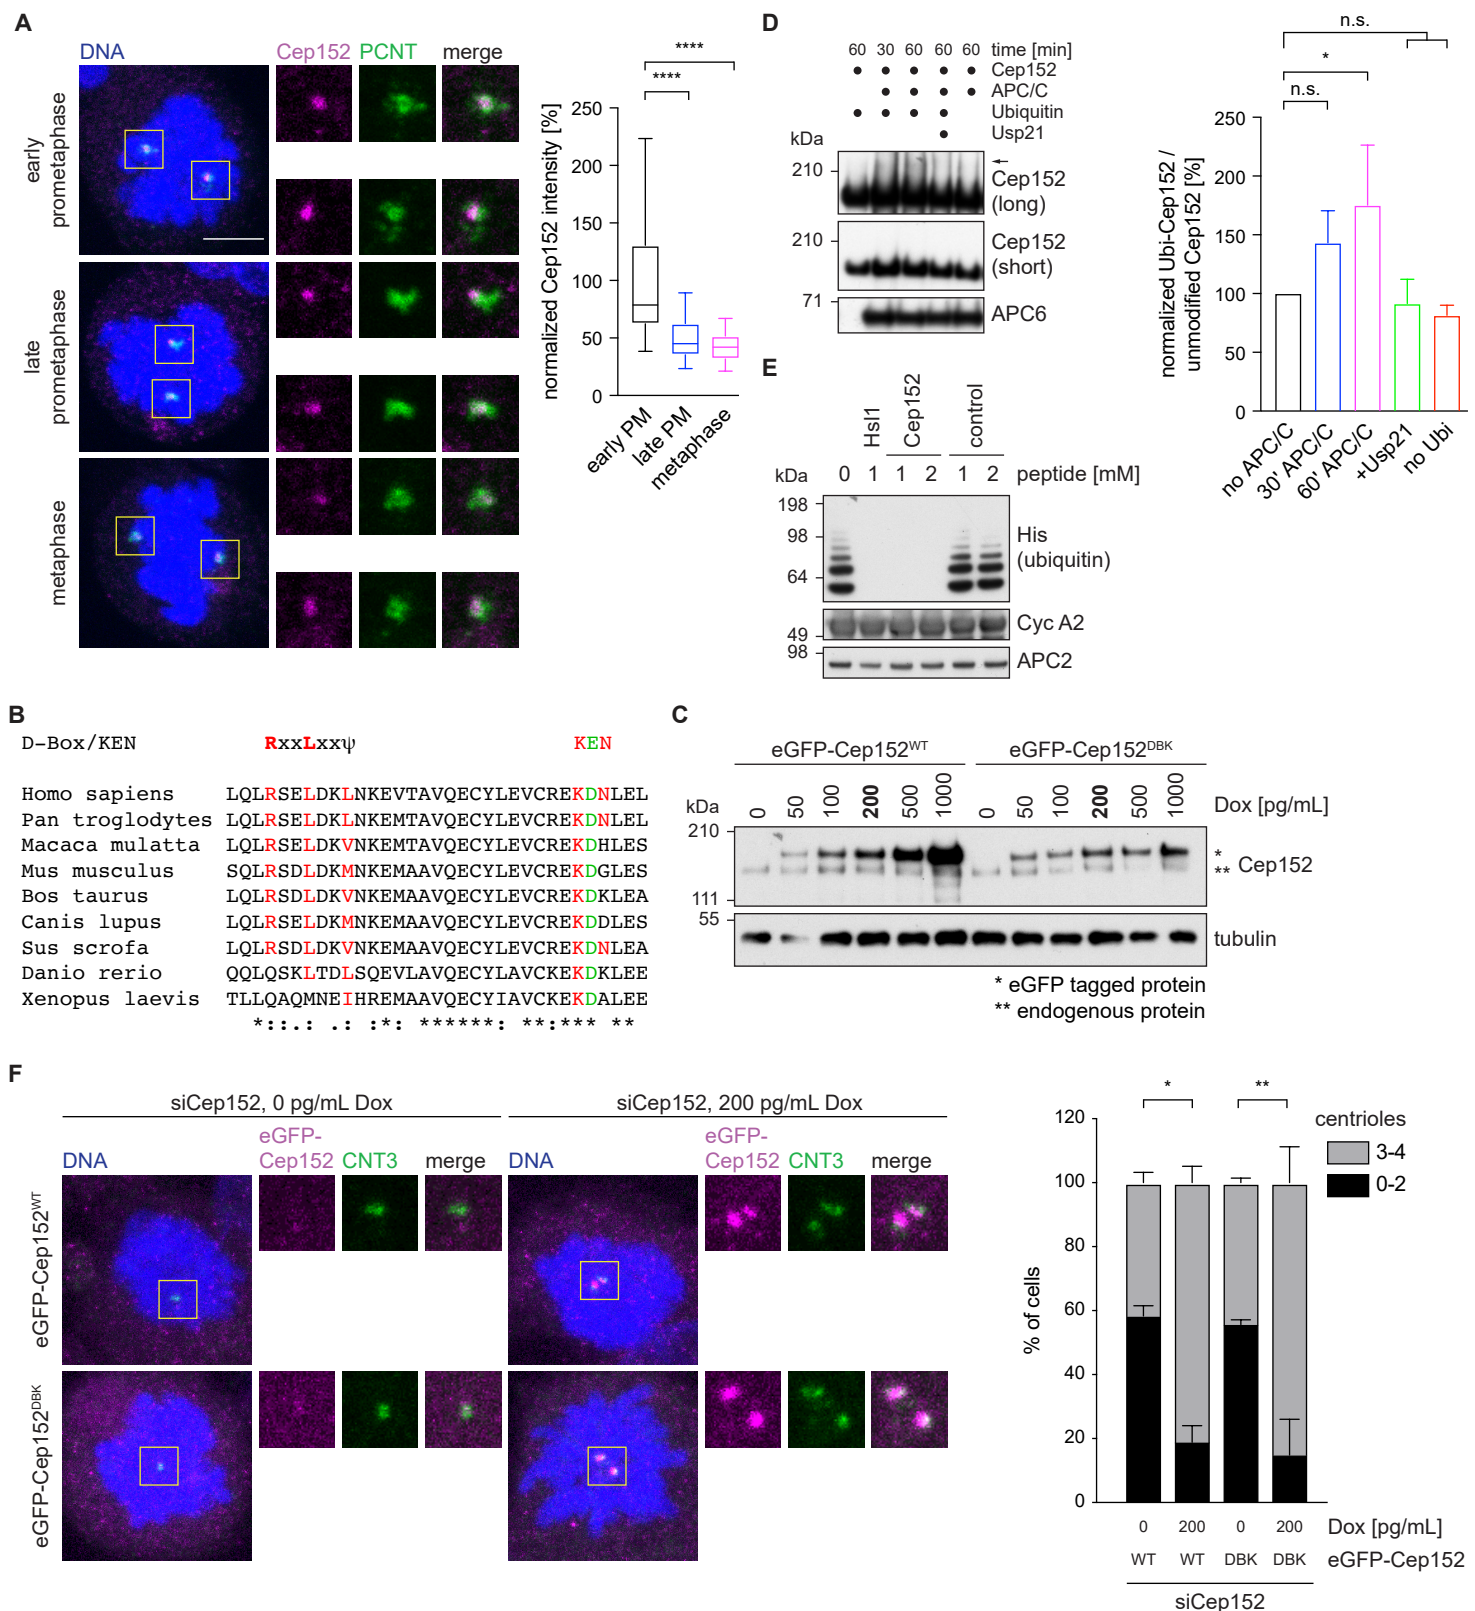 A
DNA
Cep152
PCNT
merge
early
prometaphase
late
prometaphase
metaphase
normalized Cep152 intensity [%]
250
200
150
100
50
0
****
****
early PM
late PM
metaphase
D
60 30 60 60 60 time [min]
Cep152
APC/C
Ubiquitin
Usp21
kDa
210
Cep152
(long)
210
Cep152
(short)
71
APC6
normalized Ubi-Cep152 /
unmodified Cep152 [%]
n.s.
*
n.s.
250
200
150
100
50
0
no APC/C
30' APC/C
60' APC/C
+Usp21
no Ubi
E
Hsl1
Cep152
control
kDa
0 1 1 2 1 2 peptide [mM]
198
98
64
His
(ubiquitin)
49
Cyc A2
98
APC2
B
D-Box/KEN RxxLxxψ KEN
Homo sapiens LQLRSELDKLNKEVTAVQECYLEVCREKDNLEL
Pan troglodytes LQLRSELDKLNKEMTAVQECYLEVCREKDNLEL
Macaca mulatta LQLRSELDKVNKEMAAVQECYLEVCREKDHLES
Mus musculus SQLRSDLDKMNKEMAAVQECYLEVCREKDGLES
Bos taurus LQLRSDLDKVNKEMAAVQECYLEVCREKDKLEA
Canis lupus LQLRSELDKMNKEMAAVQECYLEVCREKDDLES
Sus scrofa LQLRSDLDKVNKEMAAVQECYLEVCREKDNLEA
Danio rerio QQLQSKLTDLSQEVLAVQECYLAVCKEKDKLEE
Xenopus laevis TLLQAQMNEIHREMAAVQECYIAVCKEKDALEE
*::.: .: :*: ******: **:*** **
C
eGFP-Cep152WT
eGFP-Cep152DBK
kDa
0 50 100 200 500 1000 0 50 100 200 500 1000 Dox [pg/mL]
210
*
** Cep152
111
55
tubulin
* eGFP tagged protein
** endogenous protein
F
siCep152, 0 pg/mL Dox
siCep152, 200 pg/mL Dox
DNA
eGFP-
Cep152
CNT3
merge
DNA
eGFP-
Cep152
CNT3
merge
eGFP-Cep152WT
eGFP-Cep152DBK
% of cells
120
100
80
60
40
20
0
*
**
centrioles
3-4
0-2
0 200 0 200 Dox [pg/mL]
WT WT DBK DBK eGFP-Cep152
siCep152